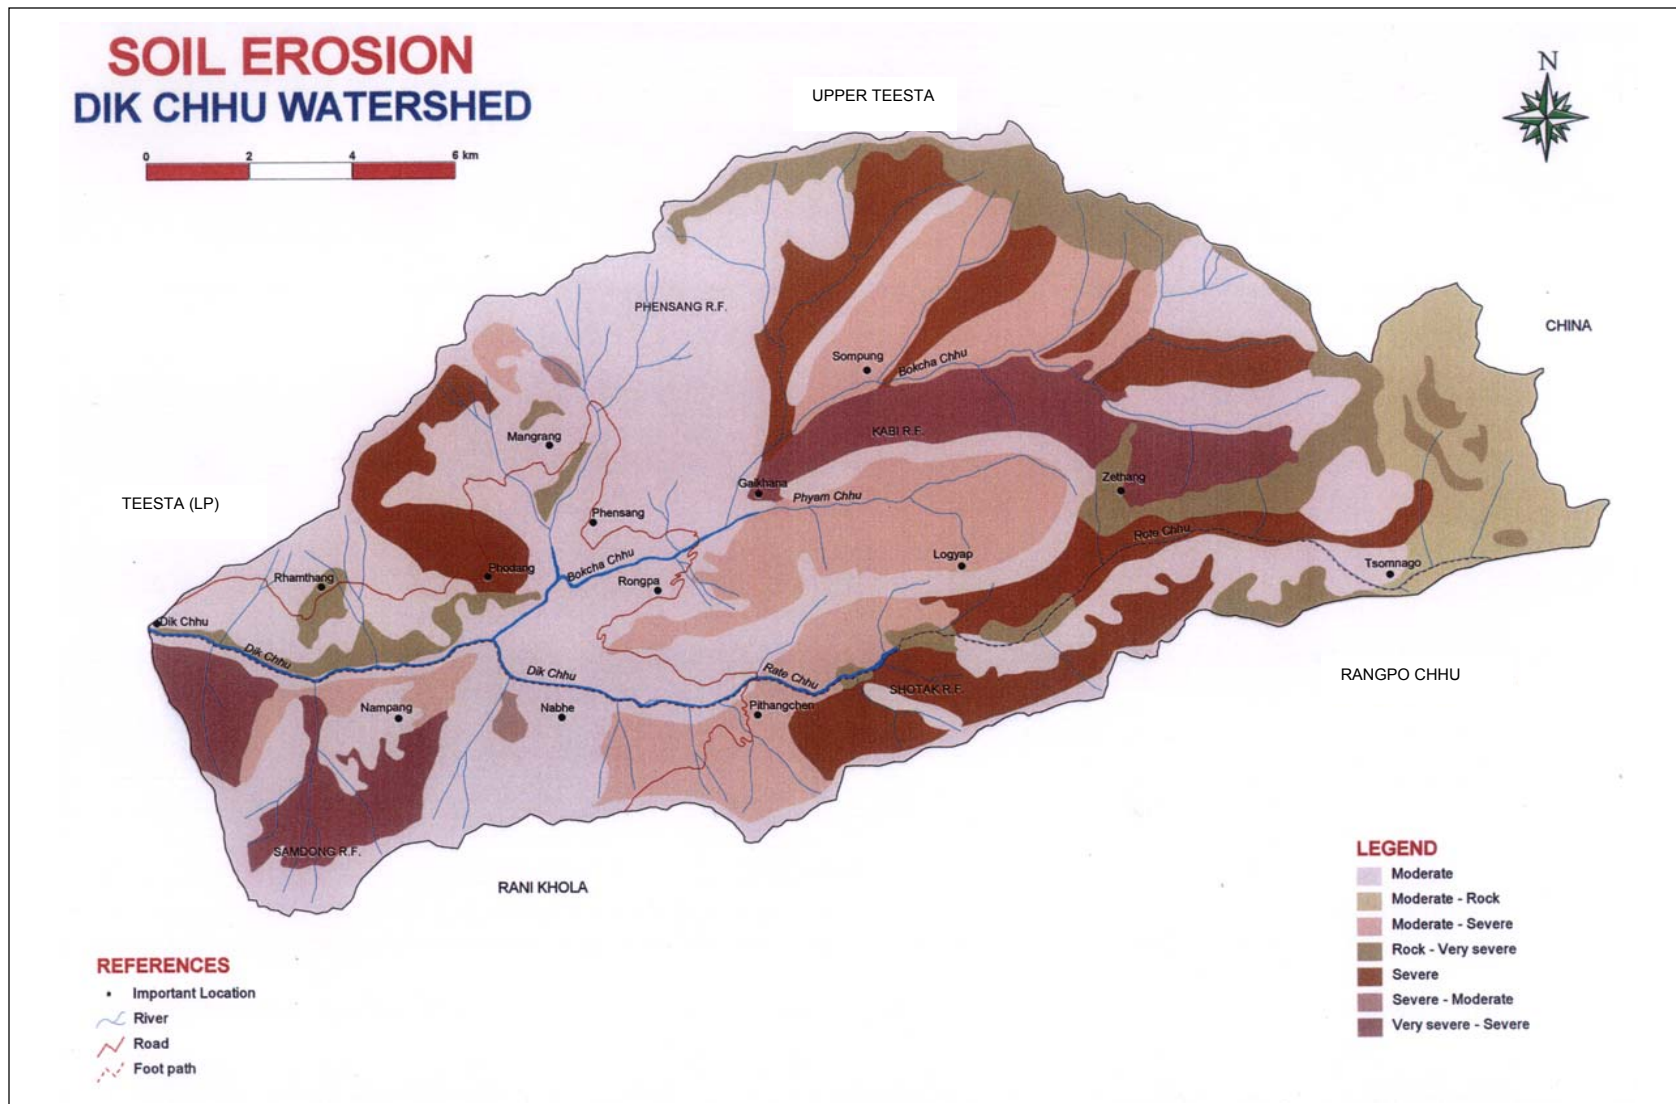 SOIL EROSION
DIK CHHU WATERSHED
0 2 4 6 km
N
UPPER TEESTA
CHINA
TEESTA (LP)
RANGPO CHHU
RANI KHOLA
PHENSANG R.F.
Sompung
Bokcha Chhu
KABI R.F.
Mangrang
Zethang
Gaikhana
Phyam Chhu
Phensang
Rote Chhu
Bokcha Chhu
Logyap
Tsomnago
Phodang
Rhamthang
Rongpa
Dik Chhu
Dik Chhu
Dik Chhu
Rate Chhu
SHOTAK R.F.
Nampang
Nabhe
Pithangchen
SAMDONG R.F.
LEGEND
Moderate
Moderate - Rock
Moderate - Severe
Rock - Very severe
Severe
Severe - Moderate
Very severe - Severe
REFERENCES
Important Location
River
Road
Foot path